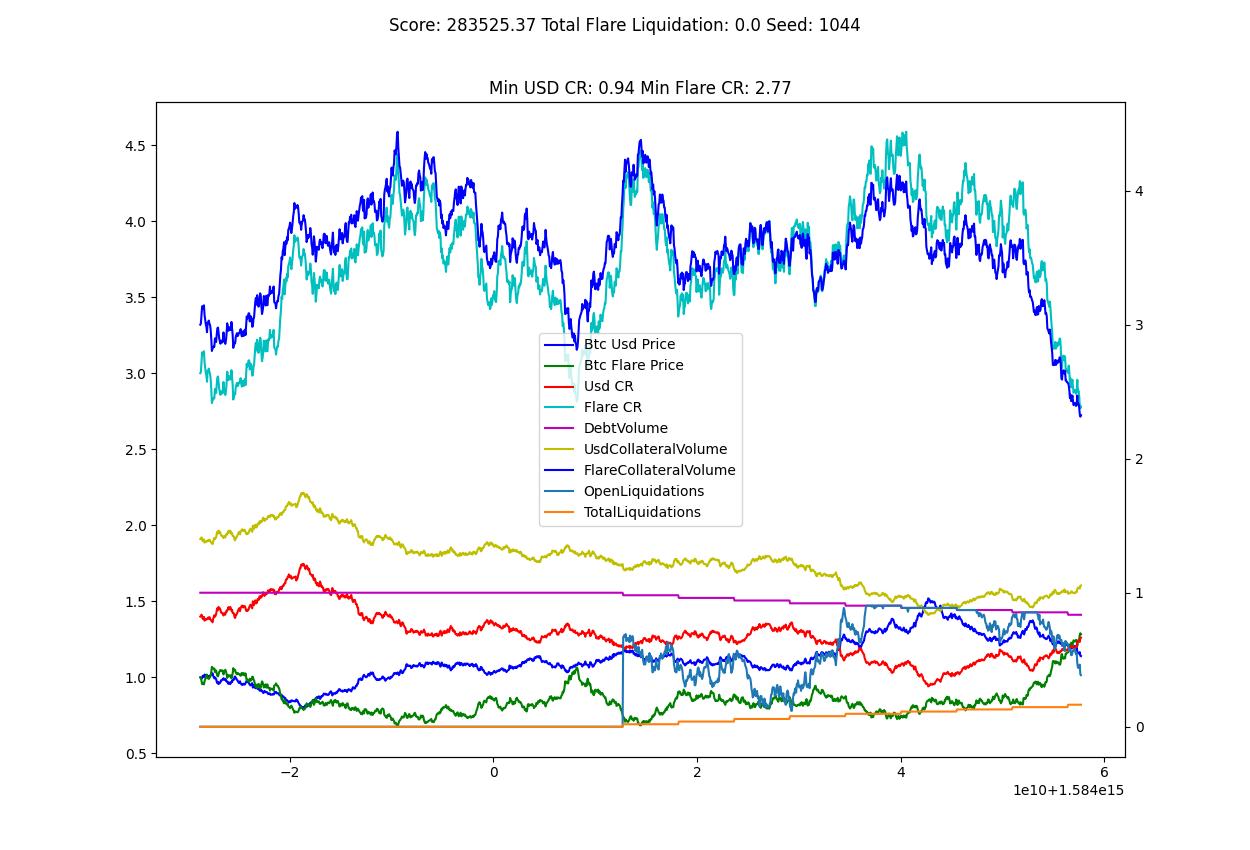 Score: 283525.37 Total Flare Liquidation: 0.0 Seed: 1044
Min USD CR: 0.94 Min Flare CR: 2.77
4.5
4.0
3.5
3.0
2.5
2.0
1.5
1.0
0.5
4
3
2
1
0
Btc Usd Price
Btc Flare Price
Usd CR
Flare CR
DebtVolume
UsdCollateralVolume
FlareCollateralVolume
OpenLiquidations
TotalLiquidations
−2 0 2 4 6
1e10+1.584e15